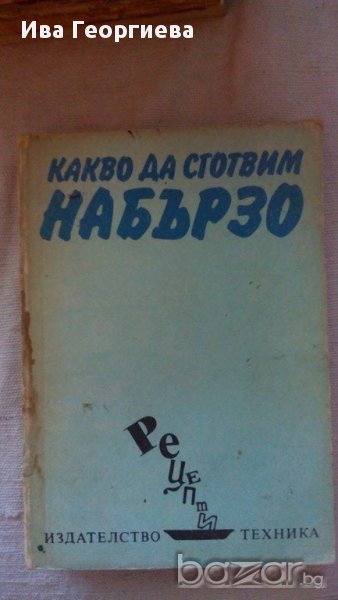 Ива Георгиева
КАКВО ДА СГОТВИМ
НАБЪРЗО
Рецепти
ИЗДАТЕЛСТВО ТЕХНИКА
bazar.bg